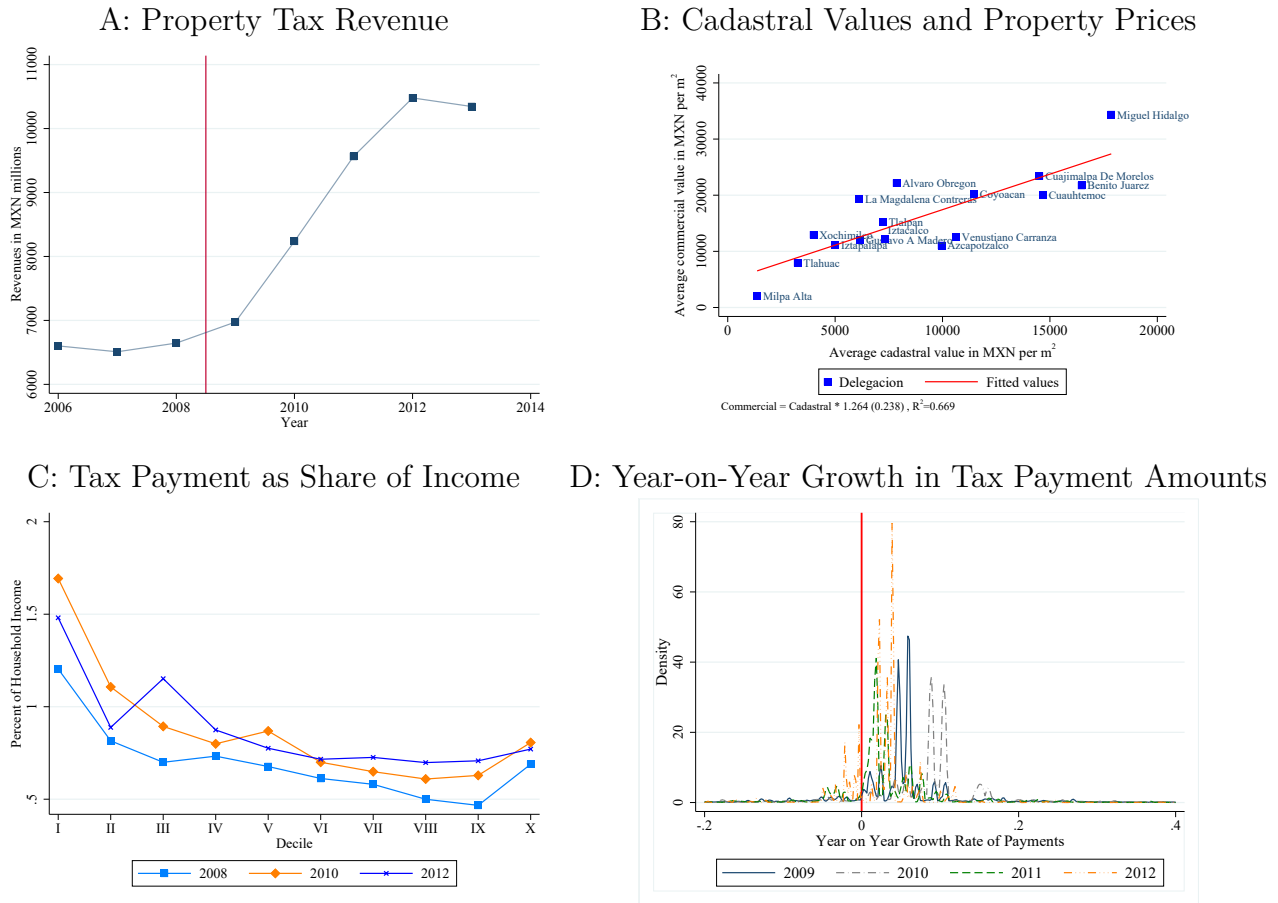 A: Property Tax Revenue
Revenues in MXN millions
11000
10000
9000
8000
7000
6000
2006 2008 2010 2012 2014
Year
B: Cadastral Values and Property Prices
Average commercial value in MXN per m²
40000
30000
20000
10000
0
Miguel Hidalgo
Cuajimalpa De Morelos
Alvaro Obregon
Benito Juarez
Coyoacan
Cuauhtemoc
La Magdalena Contreras
Tlalpan
Iztacalco
Xochimilco
Gustavo A Madero
Venustiano Carranza
Iztapalapa
Azcapotzalco
Tlahuac
Milpa Alta
0 5000 10000 15000 20000
Average cadastral value in MXN per m²
Delegacion Fitted values
Commercial = Cadastral * 1.264 (0.238) , R²=0.669
C: Tax Payment as Share of Income
Percent of Household Income
2
1.5
1
.5
I II III IV V VI VII VIII IX X
Decile
2008 2010 2012
D: Year-on-Year Growth in Tax Payment Amounts
Density
80
60
40
20
0
-.2 0 .2 .4
Year on Year Growth Rate of Payments
2009 2010 2011 2012